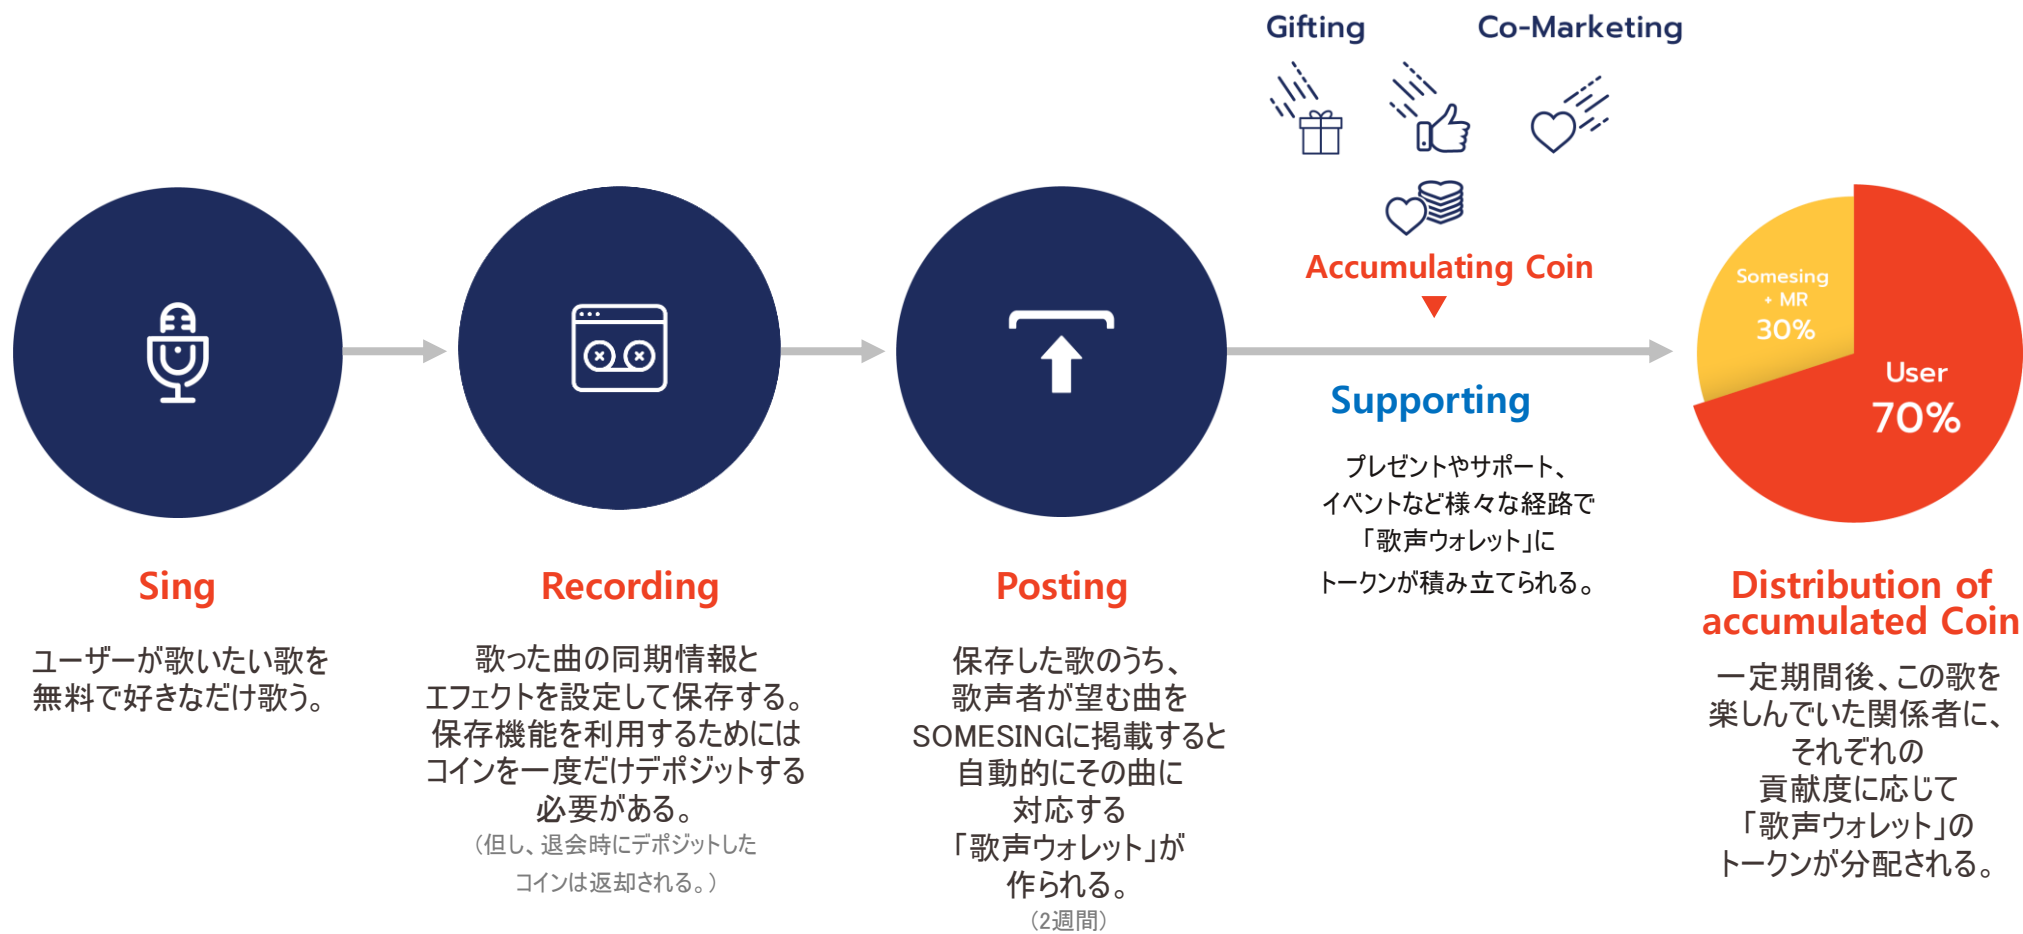 Gifting
Co-Marketing
Accumulating Coin
Somesing
+ MR
30%
User
70%
Supporting
プレゼントやサポート、
イベントなど様々な経路で
「歌声ウォレット」に
トークンが積み立てられる。
Sing
ユーザーが歌いたい歌を
無料で好きなだけ歌う。
Recording
歌った曲の同期情報と
エフェクトを設定して保存する。
保存機能を利用するためには
コインを一度だけデポジットする
必要がある。
(但し、退会時にデポジットした
コインは返却される。)
Posting
保存した歌のうち、
歌声者が望む曲を
SOMESINGに掲載すると
自動的にその曲に
対応する
「歌声ウォレット」が
作られる。
(2週間)
Distribution of
accumulated Coin
一定期間後、この歌を
楽しんでいた関係者に、
それぞれの
貢献度に応じて
「歌声ウォレット」の
トークンが分配される。